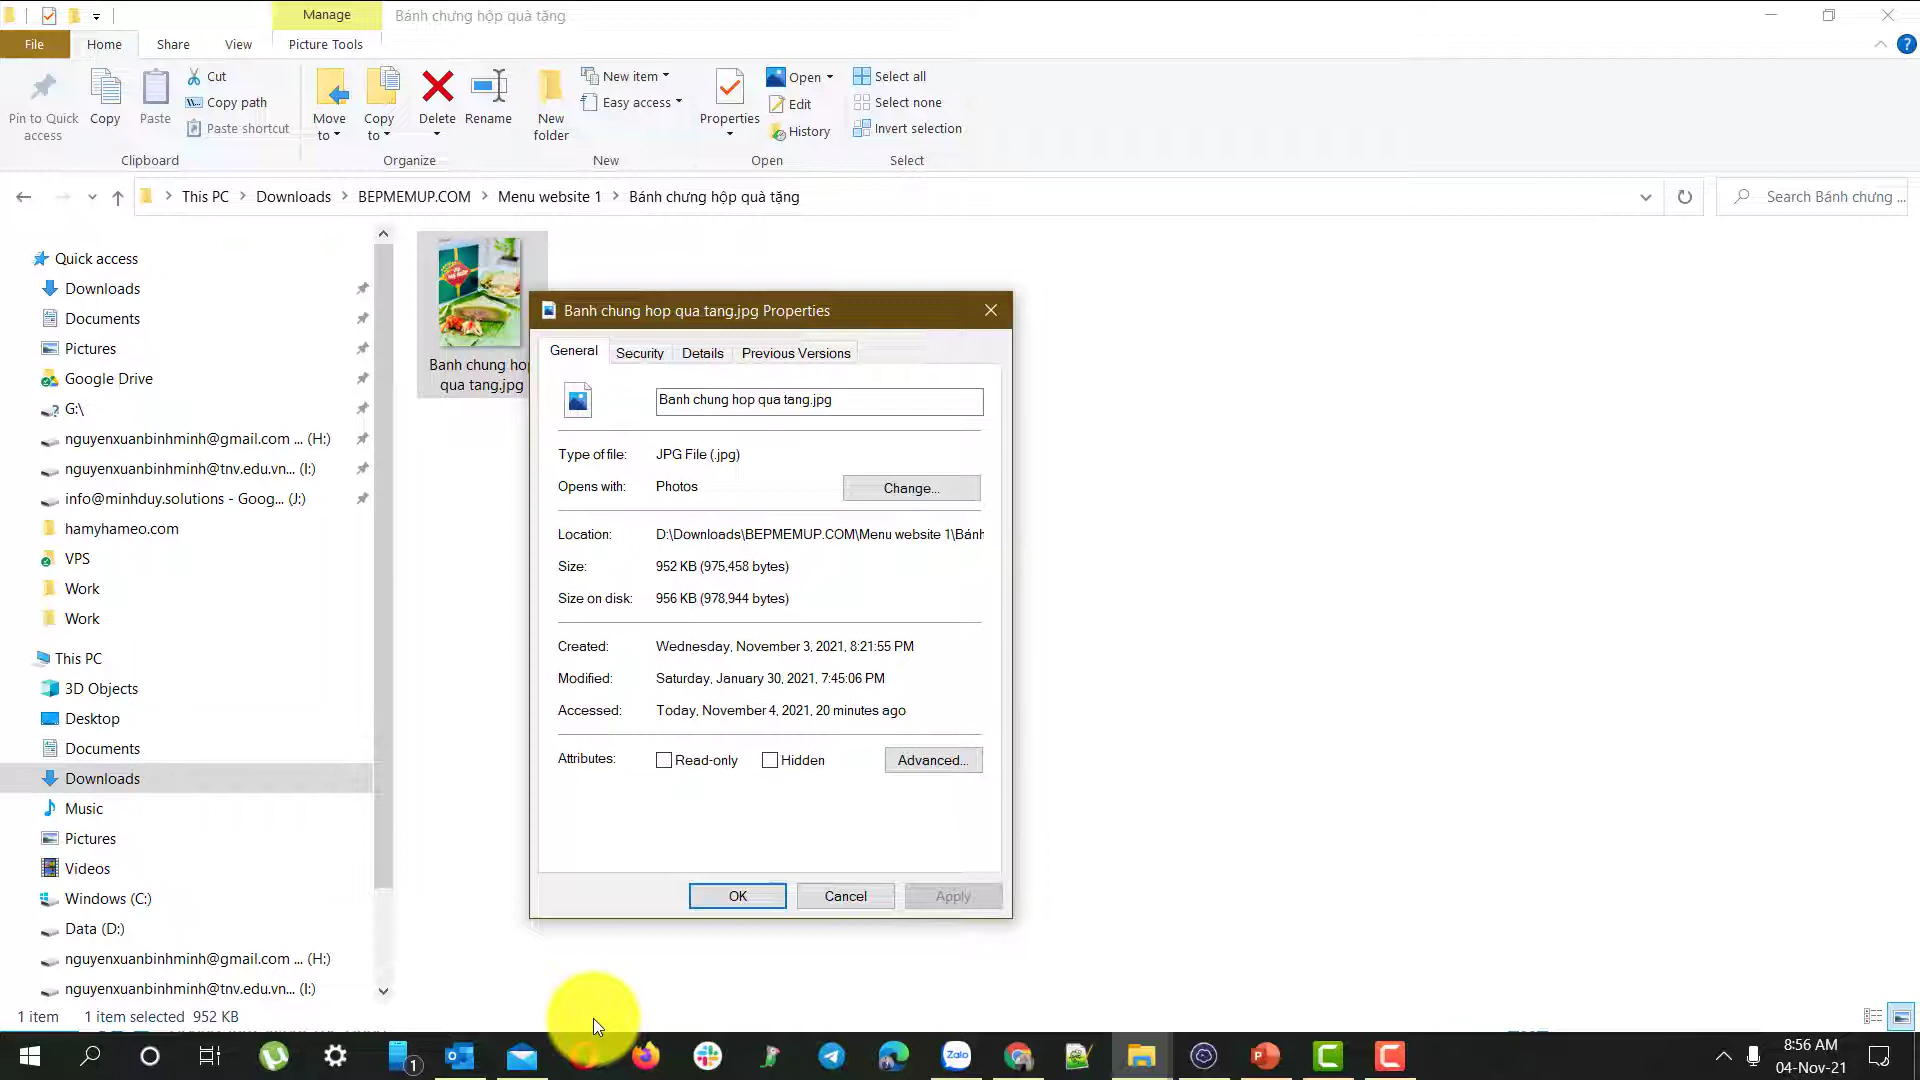 Manage
Bánh chưng hộp quà tặng
File
Home
Share
View
Picture Tools
Pin to Quick access
Copy
Paste
Cut
Copy path
Paste shortcut
Clipboard
Move to
Copy to
Delete
Rename
Organize
New folder
New item
Easy access
New
Properties
Open
Edit
History
Open
Select all
Select none
Invert selection
Select
This PC
Downloads
BEPMEMUP.COM
Menu website 1
Bánh chưng hộp quà tặng
Search Bánh chưng ...
Quick access
Downloads
Documents
Pictures
Google Drive
G:\
nguyenxuanbinhminh@gmail.com ... (H:)
nguyenxuanbinhminh@tnv.edu.vn... (I:)
info@minhduy.solutions - Goog... (J:)
hamyhameo.com
VPS
Work
Work
This PC
3D Objects
Desktop
Documents
Downloads
Music
Pictures
Videos
Windows (C:)
Data (D:)
nguyenxuanbinhminh@gmail.com ... (H:)
nguyenxuanbinhminh@tnv.edu.vn... (I:)
Banh chung hop
qua tang.jpg
Banh chung hop qua tang.jpg Properties
General
Security
Details
Previous Versions
Banh chung hop qua tang.jpg
Type of file: JPG File (.jpg)
Opens with: Photos
Change...
Location: D:\Downloads\BEPMEMUP.COM\Menu website 1\Bánh
Size: 952 KB (975,458 bytes)
Size on disk: 956 KB (978,944 bytes)
Created: Wednesday, November 3, 2021, 8:21:55 PM
Modified: Saturday, January 30, 2021, 7:45:06 PM
Accessed: Today, November 4, 2021, 20 minutes ago
Attributes: Read-only Hidden Advanced...
OK
Cancel
Apply
1 item 1 item selected 952 KB
1
Zalo
8:56 AM
04-Nov-21